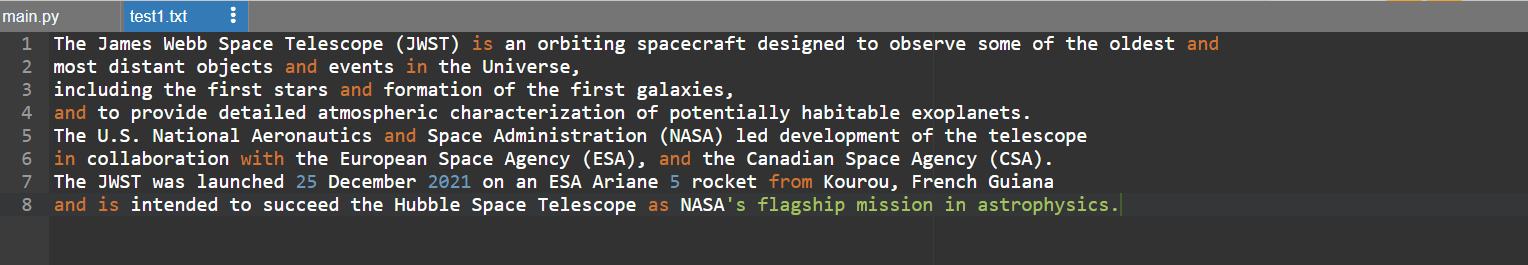 main.py test1.txt
1 The James Webb Space Telescope (JWST) is an orbiting spacecraft designed to observe some of the oldest and
2 most distant objects and events in the Universe,
3 including the first stars and formation of the first galaxies,
4 and to provide detailed atmospheric characterization of potentially habitable exoplanets.
5 The U.S. National Aeronautics and Space Administration (NASA) led development of the telescope
6 in collaboration with the European Space Agency (ESA), and the Canadian Space Agency (CSA).
7 The JWST was launched 25 December 2021 on an ESA Ariane 5 rocket from Kourou, French Guiana
8 and is intended to succeed the Hubble Space Telescope as NASA's flagship mission in astrophysics.